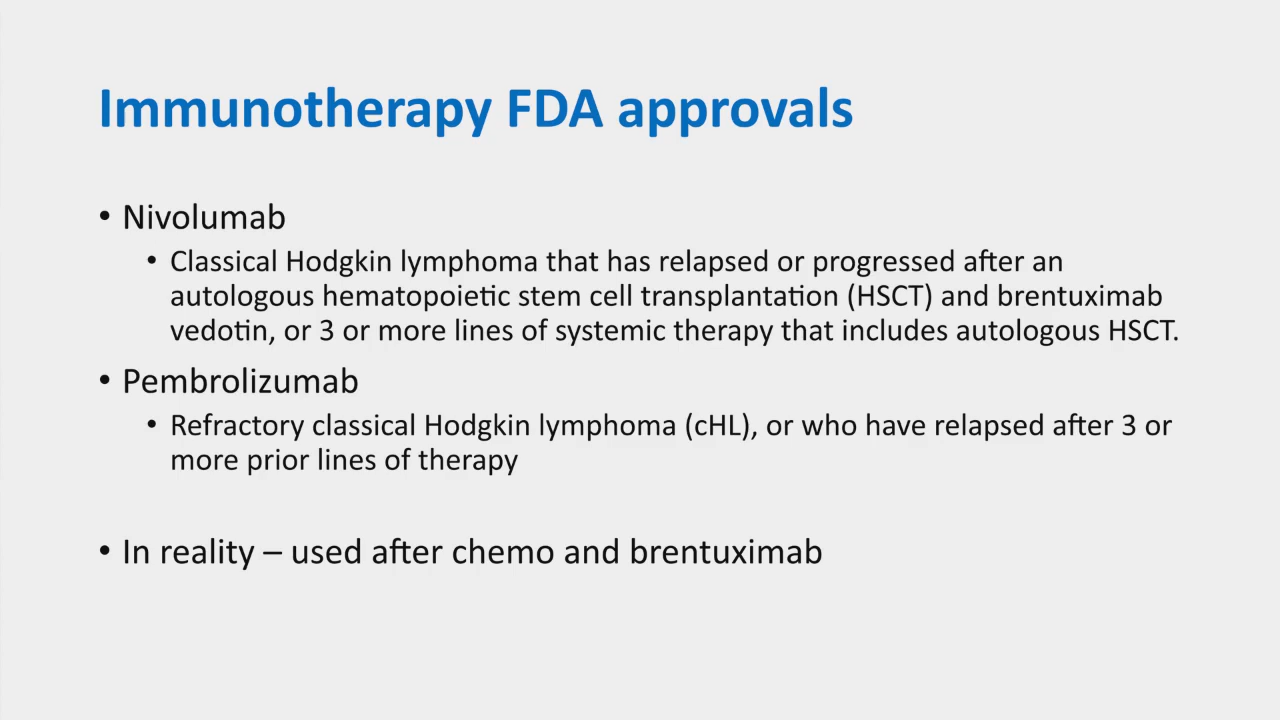 Immunotherapy FDA approvals
• Nivolumab
• Classical Hodgkin lymphoma that has relapsed or progressed after an
autologous hematopoietic stem cell transplantation (HSCT) and brentuximab
vedotin, or 3 or more lines of systemic therapy that includes autologous HSCT.
• Pembrolizumab
• Refractory classical Hodgkin lymphoma (cHL), or who have relapsed after 3 or
more prior lines of therapy
• In reality – used after chemo and brentuximab